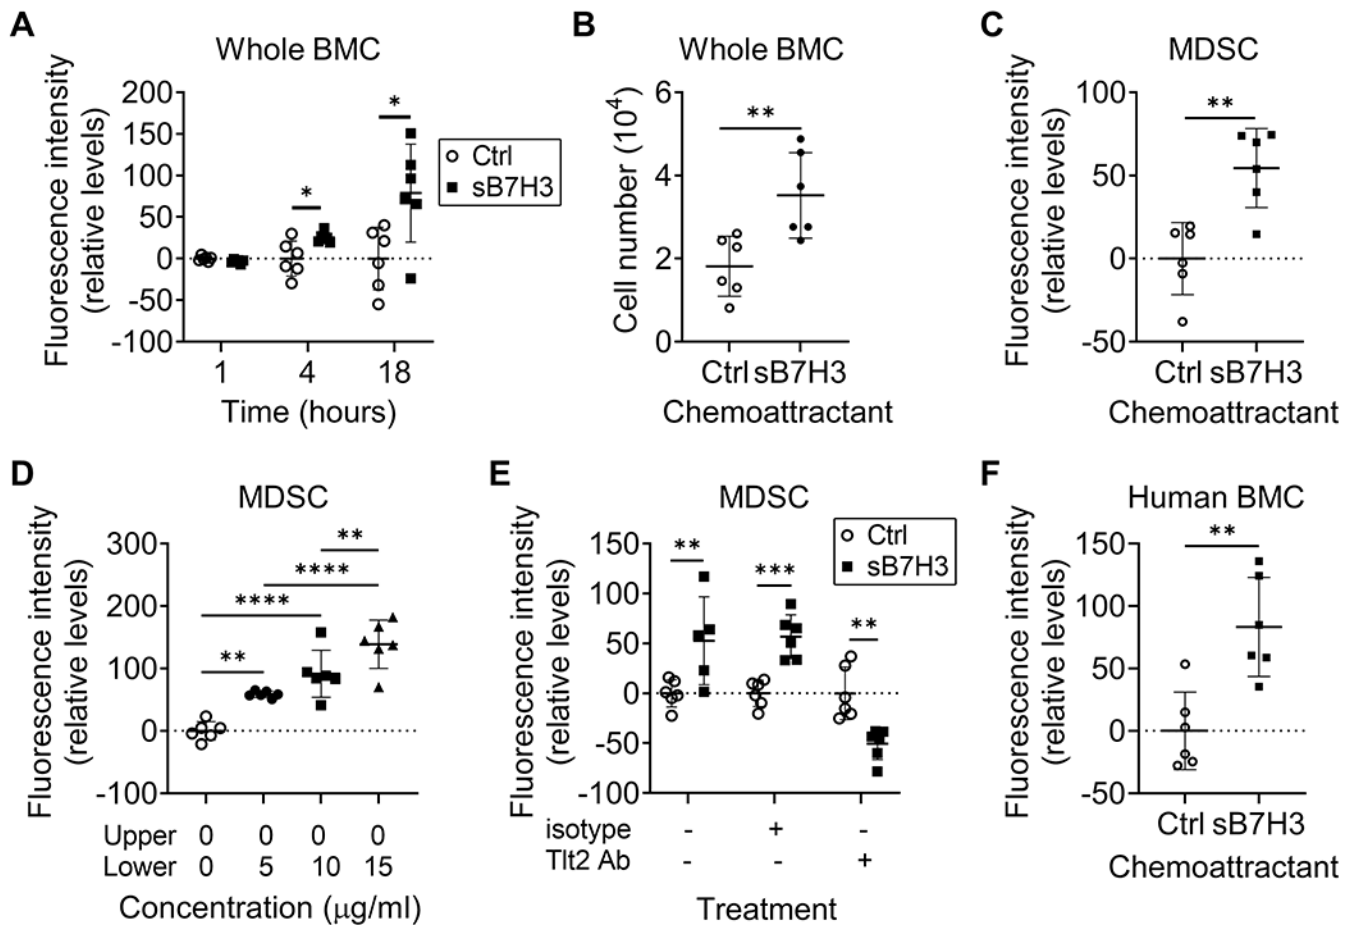 A
Whole BMC
Fluorescence intensity
(relative levels)
200
150
100
50
0
-50
-100
*
*
Ctrl
sB7H3
1 4 18
Time (hours)
B
Whole BMC
Cell number (10⁴)
6
4
2
0
**
Ctrl sB7H3
Chemoattractant
C
MDSC
Fluorescence intensity
(relative levels)
100
50
0
-50
**
Ctrl sB7H3
Chemoattractant
D
MDSC
Fluorescence intensity
(relative levels)
300
200
100
0
-100
**
****
****
**
Upper 0 0 0 0
Lower 0 5 10 15
Concentration (μg/ml)
E
MDSC
Fluorescence intensity
(relative levels)
150
100
50
0
-50
-100
**
***
**
Ctrl
sB7H3
isotype - + -
Tlt2 Ab - - +
Treatment
F
Human BMC
Fluorescence intensity
(relative levels)
150
100
50
0
-50
**
Ctrl sB7H3
Chemoattractant